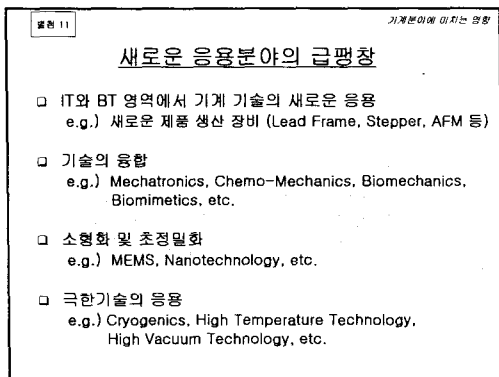 별첨 11
기계분야에 미치는 영향
새로운 응용분야의 급팽창
□ IT와 BT 영역에서 기계 기술의 새로운 응용
e.g.) 새로운 제품 생산 장비 (Lead Frame, Stepper, AFM 등)
□ 기술의 융합
e.g.) Mechatronics, Chemo-Mechanics, Biomechanics,
Biomimetics, etc.
□ 소형화 및 초정밀화
e.g.) MEMS, Nanotechnology, etc.
□ 극한기술의 응용
e.g.) Cryogenics, High Temperature Technology,
High Vacuum Technology, etc.